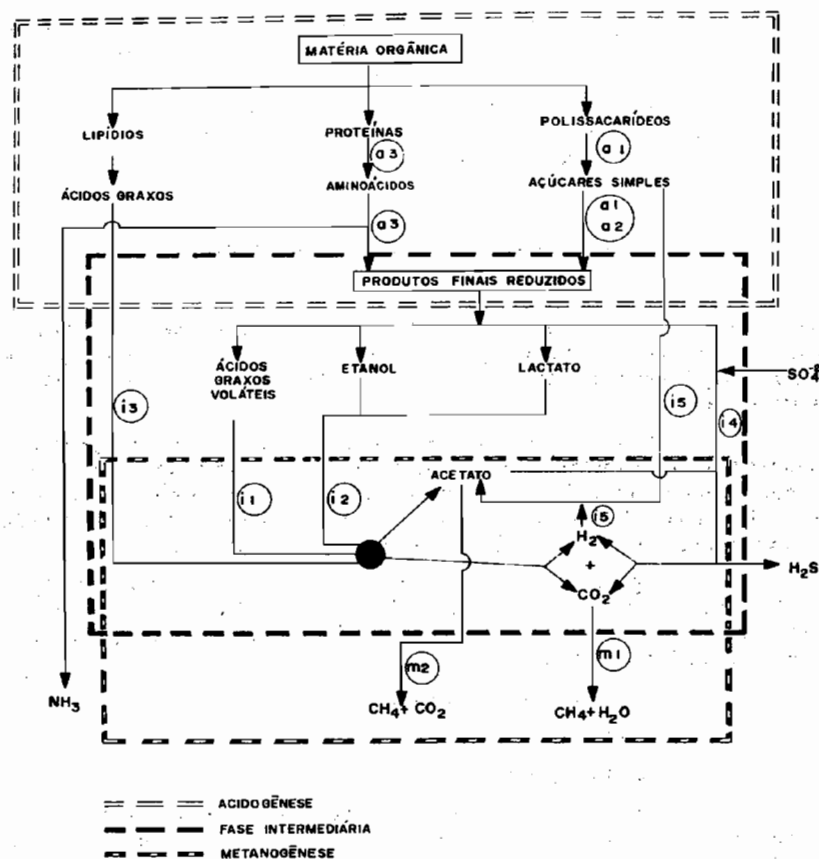 MATÉRIA ORGÂNICA
LIPÍDIOS
PROTEÍNAS
POLISSACARÍDEOS
a3
a1
ÁCIDOS GRAXOS
AMINOÁCIDOS
AÇÚCARES SIMPLES
a3
a1
a2
PRODUTOS FINAIS REDUZIDOS
ÁCIDOS
GRAXOS
VOLÁTEIS
ETANOL
LACTATO
SO₄⁼
i3
i5
i4
ACETATO
i1
i2
i5
H₂
+
CO₂
H₂S
m2
m1
NH₃
CH₄ + CO₂
CH₄ + H₂O
ACIDOGÊNESE
FASE INTERMEDIÁRIA
METANOGÊNESE